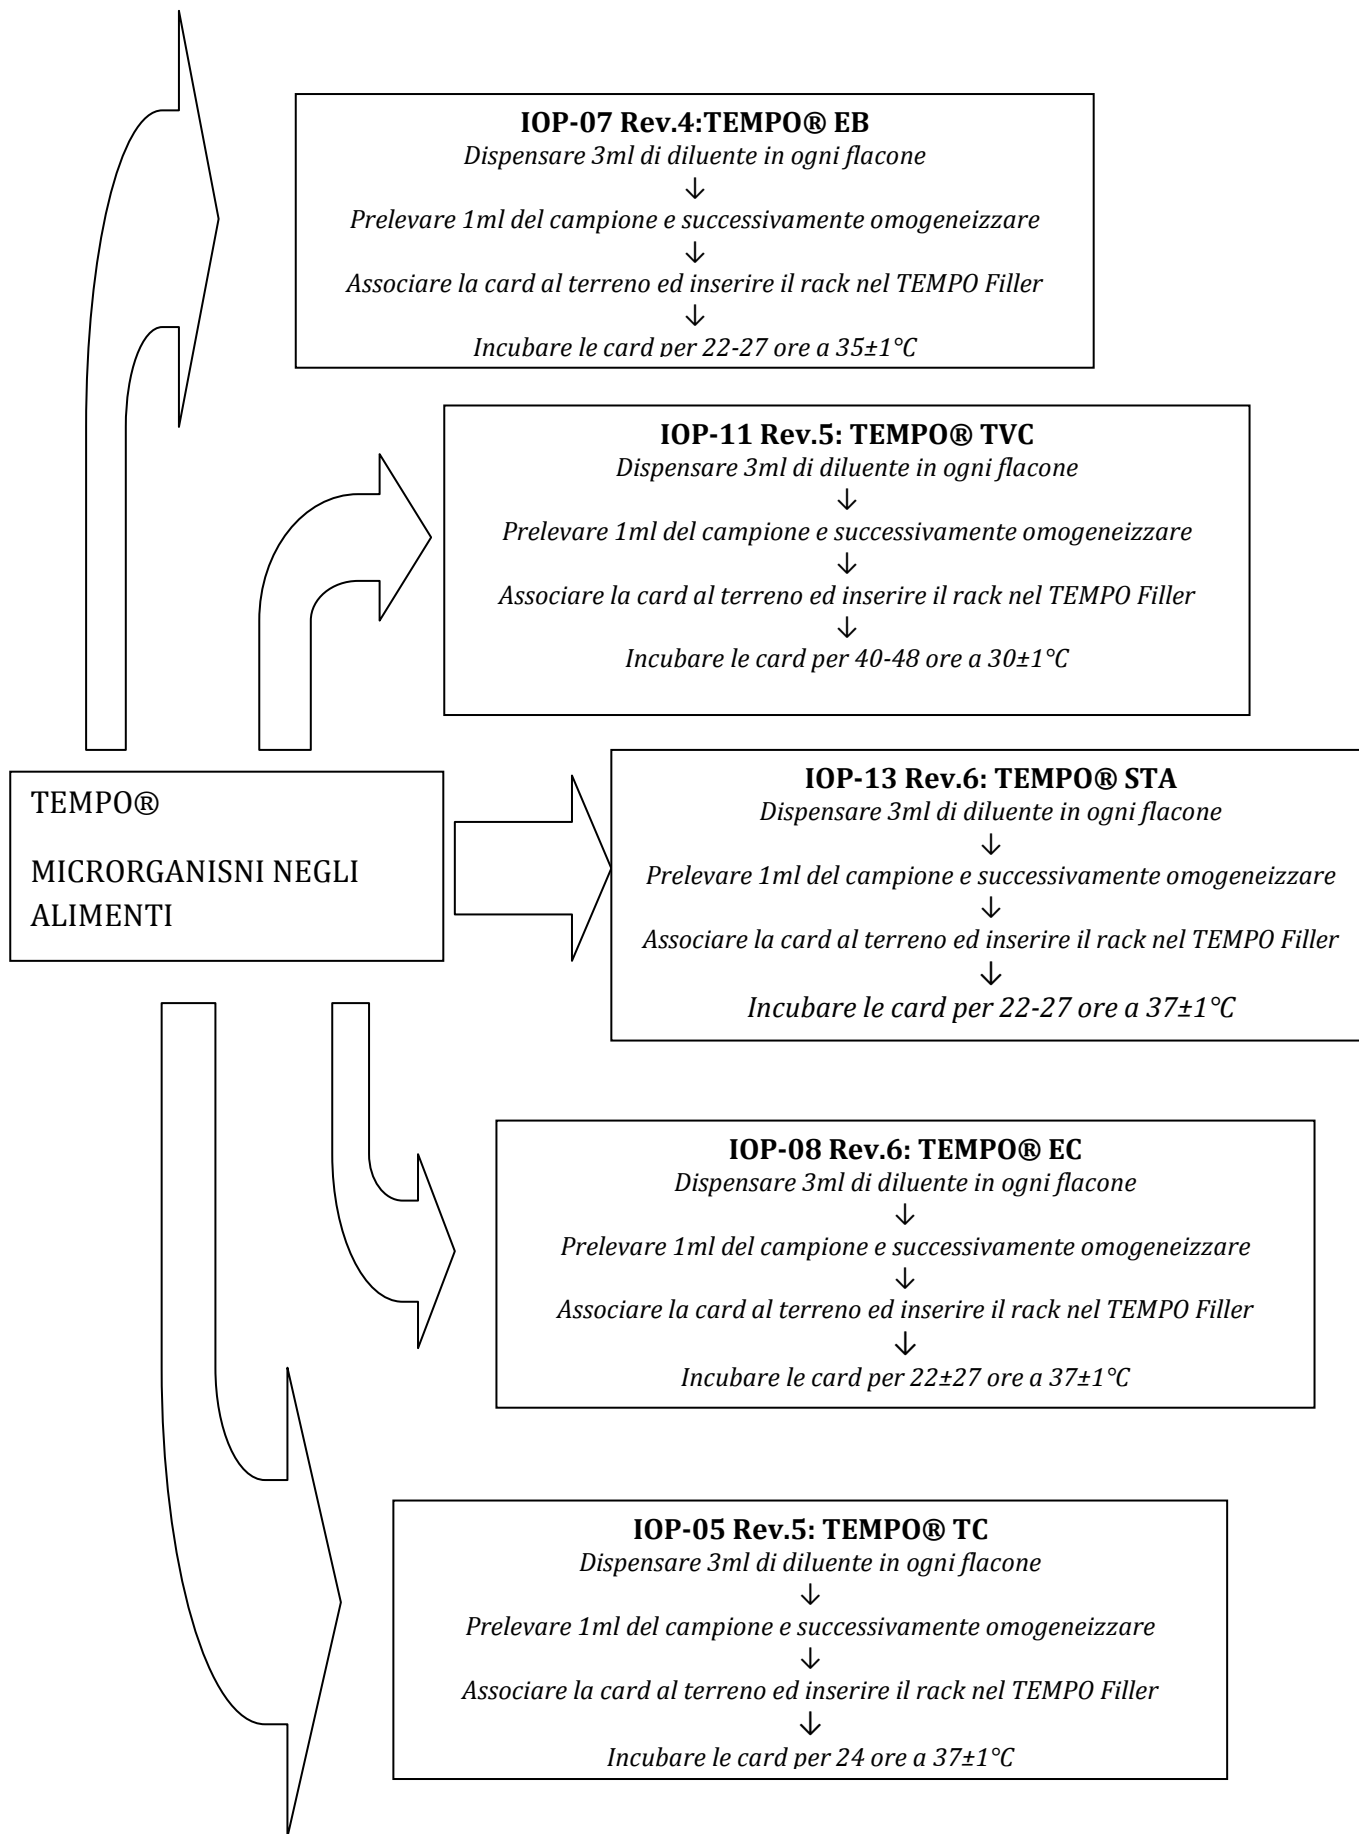 IOP-07 Rev.4:TEMPO® EB
Dispensare 3ml di diluente in ogni flacone
↓
Prelevare 1ml del campione e successivamente omogeneizzare
↓
Associare la card al terreno ed inserire il rack nel TEMPO Filler
↓
Incubare le card per 22-27 ore a 35±1°C
IOP-11 Rev.5: TEMPO® TVC
Dispensare 3ml di diluente in ogni flacone
↓
Prelevare 1ml del campione e successivamente omogeneizzare
↓
Associare la card al terreno ed inserire il rack nel TEMPO Filler
↓
Incubare le card per 40-48 ore a 30±1°C
TEMPO®
MICRORGANISNI NEGLI
ALIMENTI
IOP-13 Rev.6: TEMPO® STA
Dispensare 3ml di diluente in ogni flacone
↓
Prelevare 1ml del campione e successivamente omogeneizzare
↓
Associare la card al terreno ed inserire il rack nel TEMPO Filler
↓
Incubare le card per 22-27 ore a 37±1°C
IOP-08 Rev.6: TEMPO® EC
Dispensare 3ml di diluente in ogni flacone
↓
Prelevare 1ml del campione e successivamente omogeneizzare
↓
Associare la card al terreno ed inserire il rack nel TEMPO Filler
↓
Incubare le card per 22±27 ore a 37±1°C
IOP-05 Rev.5: TEMPO® TC
Dispensare 3ml di diluente in ogni flacone
↓
Prelevare 1ml del campione e successivamente omogeneizzare
↓
Associare la card al terreno ed inserire il rack nel TEMPO Filler
↓
Incubare le card per 24 ore a 37±1°C